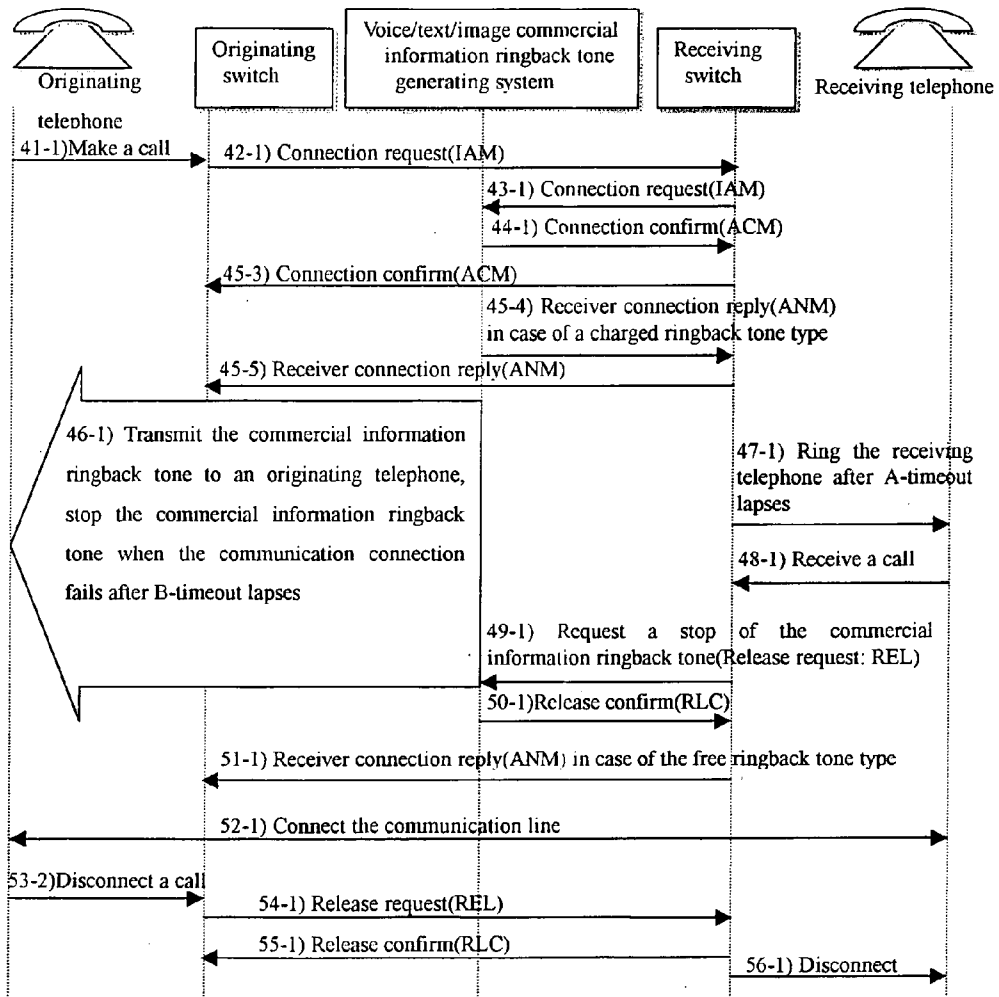 Originating
telephone
Originating
switch
Voice/text/image commercial
information ringback tone
generating system
Receiving
switch
Receiving telephone
41-1)Make a call
42-1) Connection request(IAM)
43-1) Connection request(IAM)
44-1) Connection confirm(ACM)
45-3) Connection confirm(ACM)
45-4) Receiver connection reply(ANM)
in case of a charged ringback tone type
45-5) Receiver connection reply(ANM)
46-1) Transmit the commercial information
ringback tone to an originating telephone,
stop the commercial information ringback
tone when the communication connection
fails after B-timeout lapses
47-1) Ring the receiving
telephone after A-timeout
lapses
48-1) Receive a call
49-1) Request a stop of the commercial
information ringback tone(Release request: REL)
50-1)Release confirm(RLC)
51-1) Receiver connection reply(ANM) in case of the free ringback tone type
52-1) Connect the communication line
53-2)Disconnect a call
54-1) Release request(REL)
55-1) Release confirm(RLC)
56-1) Disconnect